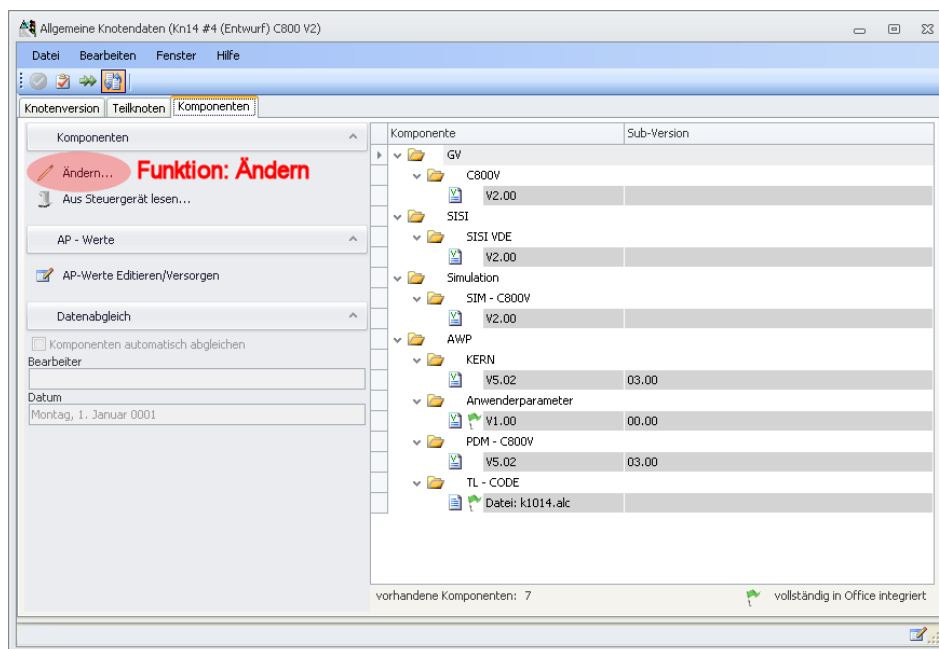 Allgemeine Knotendaten (Kn14 #4 (Entwurf) C800 V2)
Datei Bearbeiten Fenster Hilfe
Knotenversion Teilknoten Komponenten
Komponenten
Ändern...
Funktion: Ändern
Aus Steuergerät lesen...
AP - Werte
AP-Werte Editieren/Versorgen
Datenabgleich
Komponenten automatisch abgleichen
Bearbeiter
Datum
Montag, 1. Januar 0001
Komponente Sub-Version
GV
C800V
V2.00
SISI
SISI VDE
V2.00
Simulation
SIM - C800V
V2.00
AWP
KERN
V5.02 03.00
Anwenderparameter
V1.00 00.00
PDM - C800V
V5.02 03.00
TL - CODE
Datei: k1014.alc
vorhandene Komponenten: 7 vollständig in Office integriert